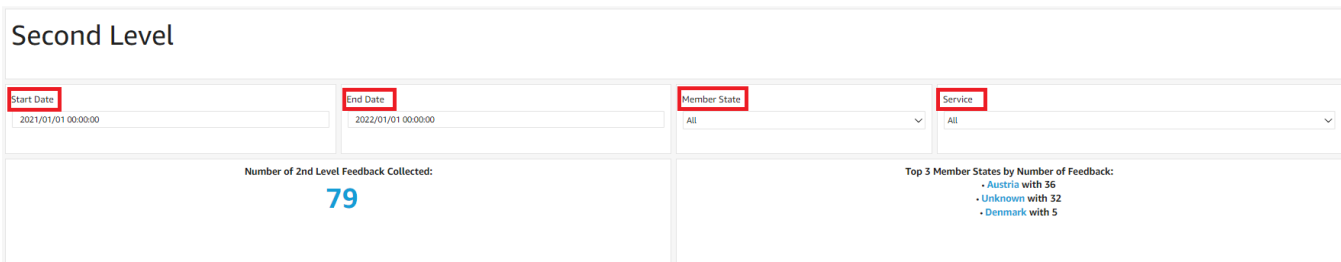 Second Level
Start Date
End Date
Member State
Service
2021/01/01 00:00:00
2022/01/01 00:00:00
All
All
Number of 2nd Level Feedback Collected:
79
Top 3 Member States by Number of Feedback:
• Austria with 36
• Unknown with 32
• Denmark with 5